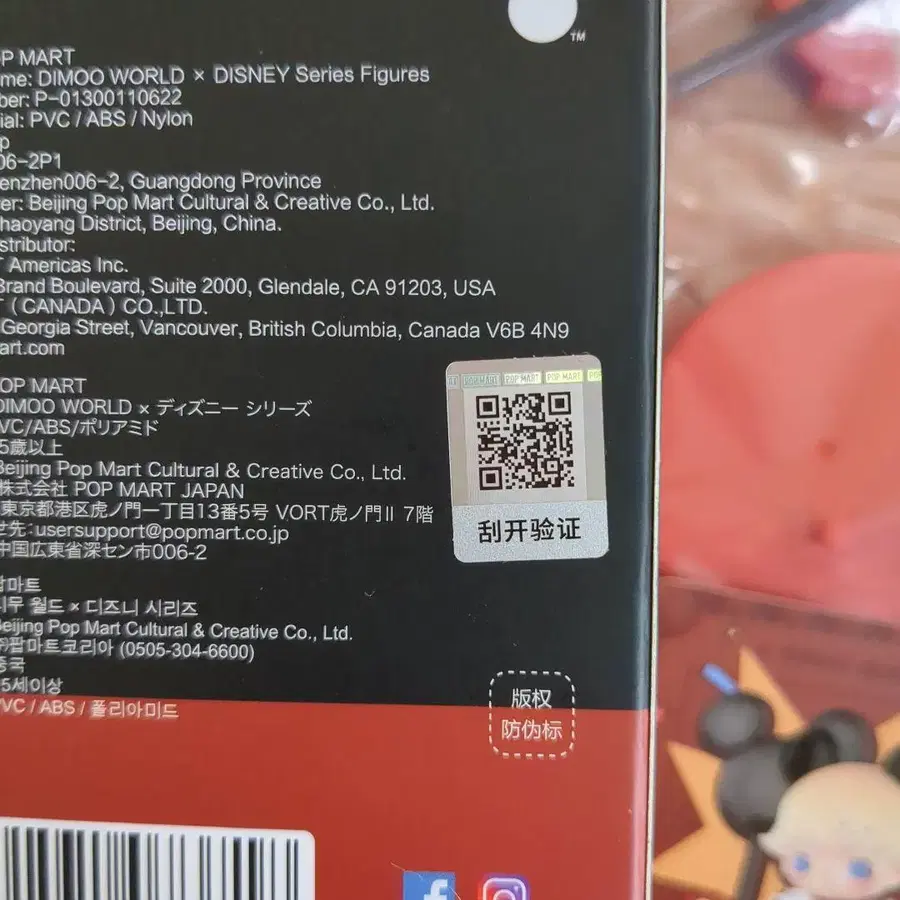 ™
OP MART
me: DIMOO WORLD × DISNEY Series Figures
ber: P-01300110622
ial: PVC / ABS / Nylon
p
06-2P1
enzhen006-2, Guangdong Province
er: Beijing Pop Mart Cultural & Creative Co., Ltd.
haoyang District, Beijing, China.
stributor:
T Americas Inc.
Brand Boulevard, Suite 2000, Glendale, CA 91203, USA
T ( CANADA ) CO.,LTD.
Georgia Street, Vancouver, British Columbia, Canada V6B 4N9
art.com
POP MART
DIMOO WORLD × ディズニー シリーズ
VC/ABS/ポリアミド
5歳以上
Beijing Pop Mart Cultural & Creative Co., Ltd.
株式会社 POP MART JAPAN
東京都港区虎ノ門一丁目13番5号 VORT虎ノ門Ⅱ 7階
せ先:usersupport@popmart.co.jp
中国広東省深セン市006-2
POP MART POP MART
刮开验证
팝마트
디무 월드 × 디즈니 시리즈
Beijing Pop Mart Cultural & Creative Co., Ltd.
㈜팝마트코리아 (0505-304-6600)
중국
5세이상
VC / ABS / 폴리아미드
版权
防伪标